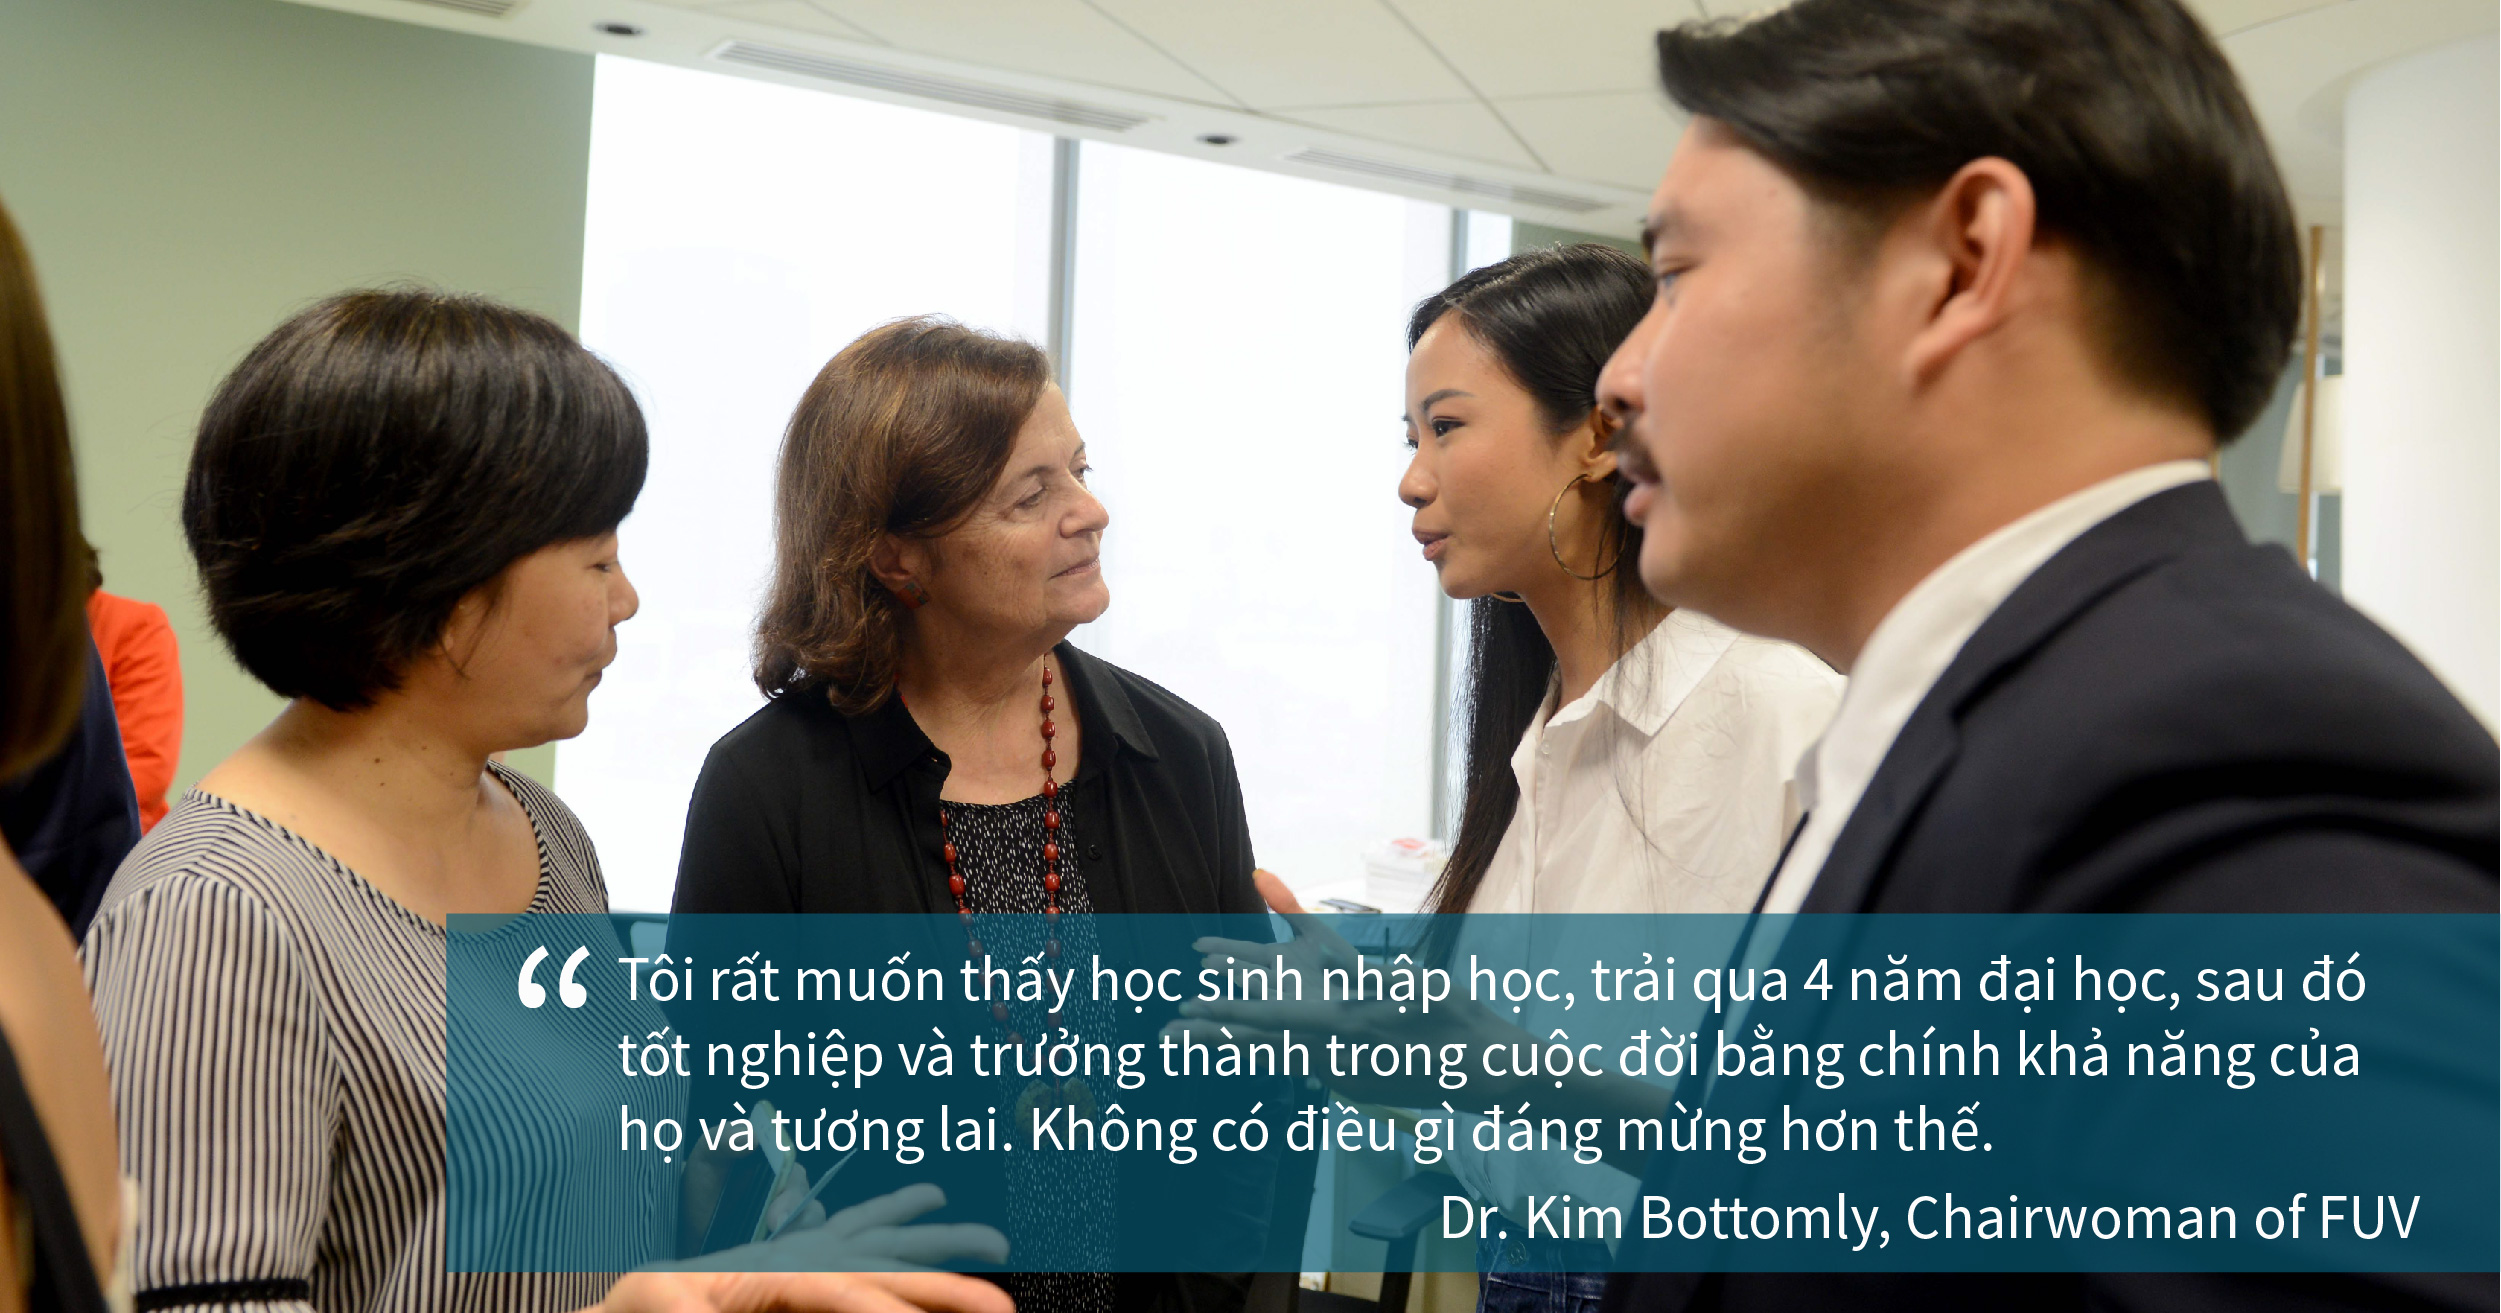 “ Tôi rất muốn thấy học sinh nhập học, trải qua 4 năm đại học, sau đó
tốt nghiệp và trưởng thành trong cuộc đời bằng chính khả năng của
họ và tương lai. Không có điều gì đáng mừng hơn thế.
Dr. Kim Bottomly, Chairwoman of FUV